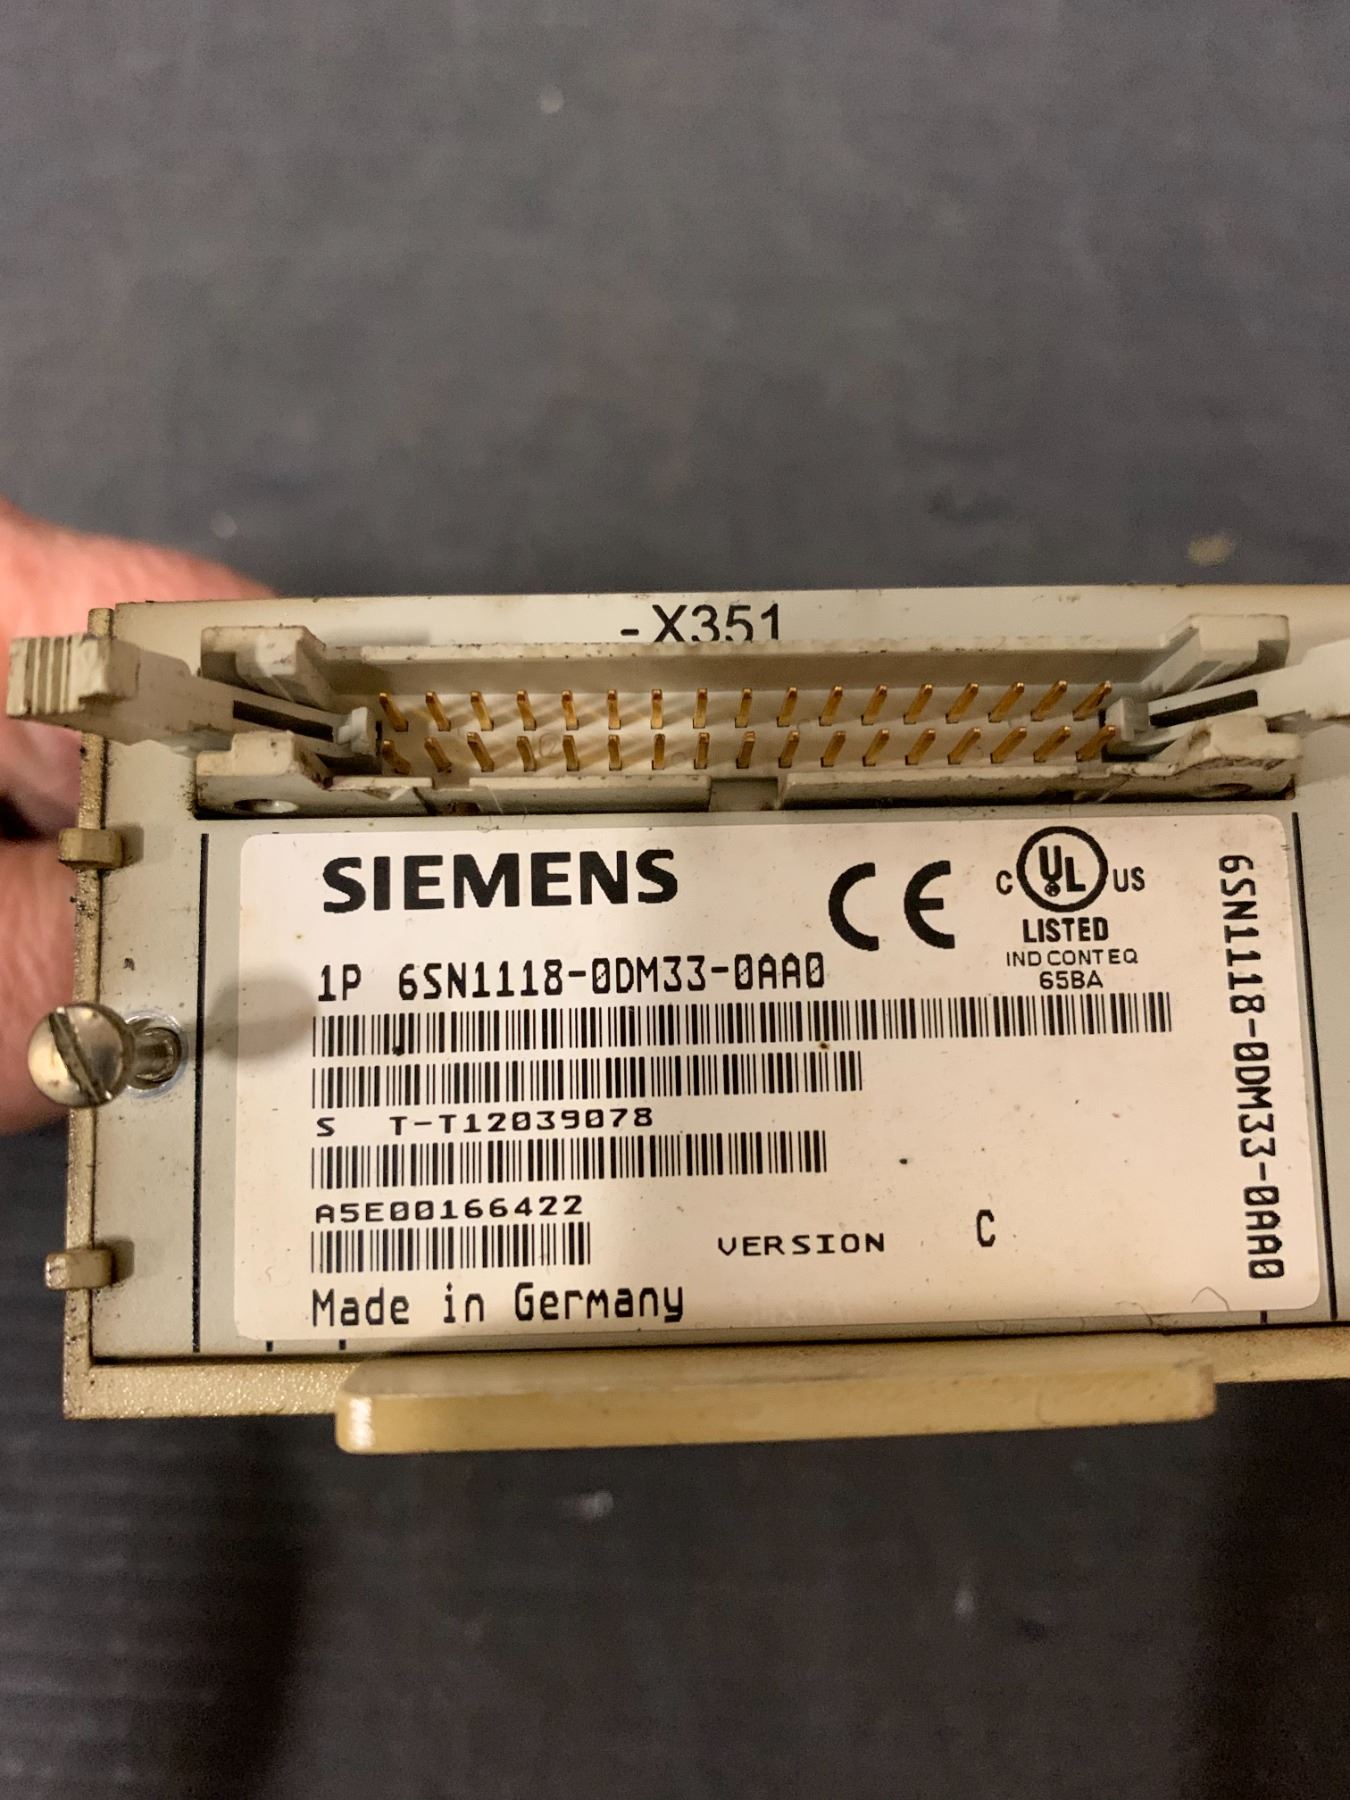 -X351
SIEMENS
CE
C UL US
LISTED
IND CONT EQ
65BA
1P 6SN1118-0DM33-0AA0
S T-T12039078
A5E00166422
VERSION C
Made in Germany
6SN1118-0DM33-0AA0